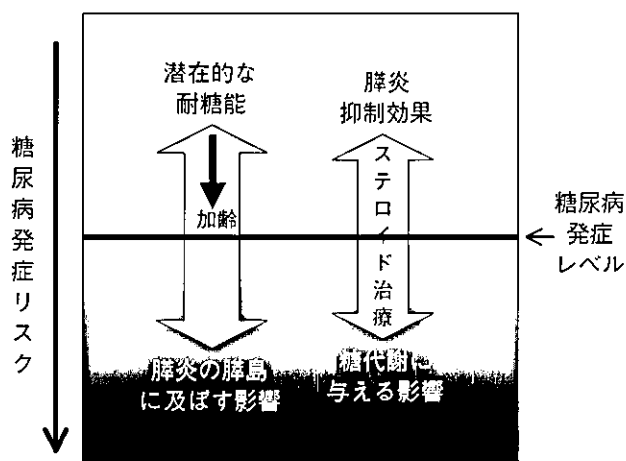 糖尿病発症リスク
潜在的な
耐糖能
加齢
膵炎の膵島
に及ぼす影響
膵炎
抑制効果
ステロイド治療
糖代謝に
与える影響
糖尿病
発症
レベル